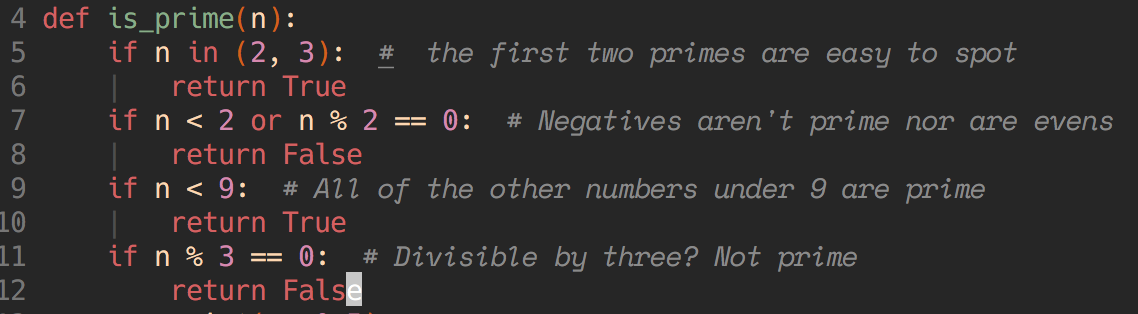 4 def is_prime(n):
5     if n in (2, 3):  #  the first two primes are easy to spot
6         return True
7     if n < 2 or n % 2 == 0:  # Negatives aren't prime nor are evens
8         return False
9     if n < 9:  # All of the other numbers under 9 are prime
10         return True
11     if n % 3 == 0:  # Divisible by three? Not prime
12         return False